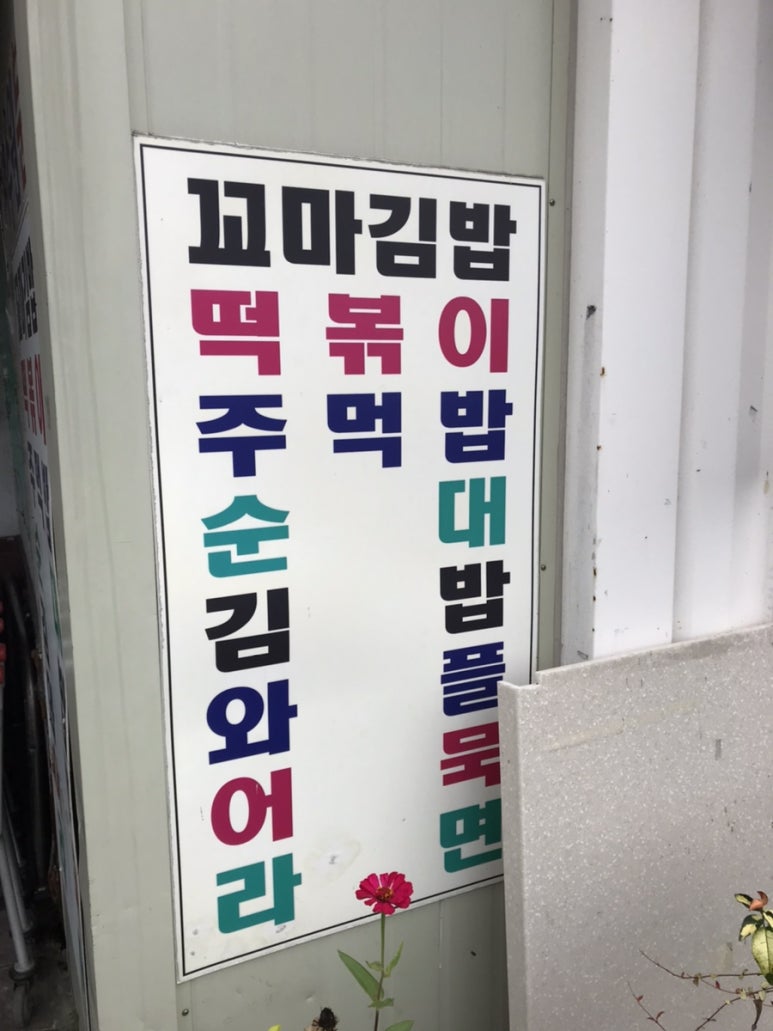 꼬마김밥
떡 볶 이
주 먹 밥
순 대
김 밥
와 플
어 묵
라 면